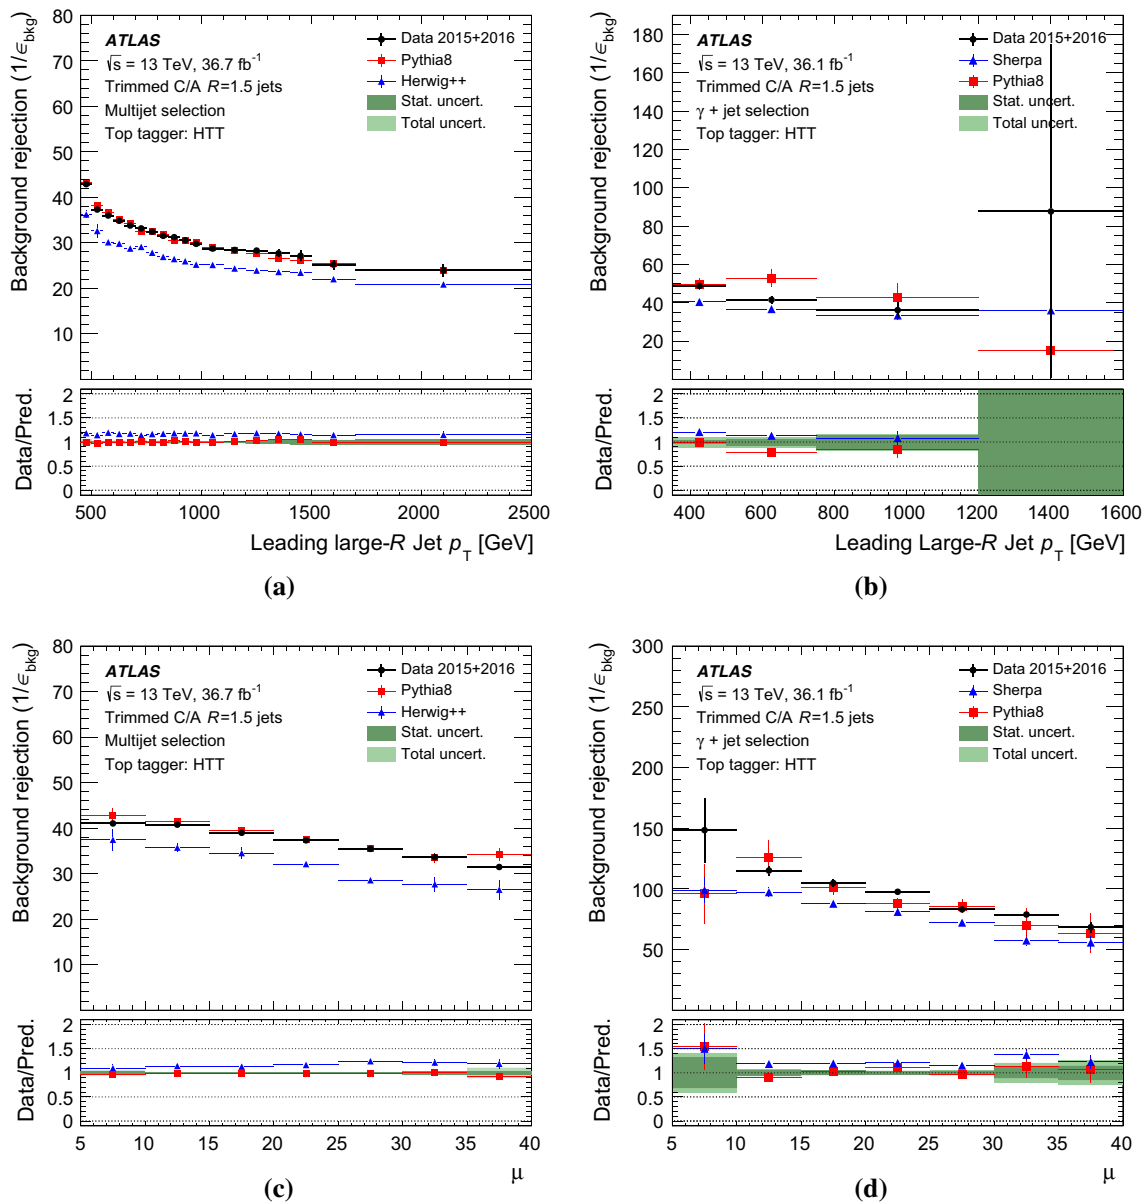 Background rejection (1/ϵbkg)
80
70
60
50
40
30
20
10
ATLAS
√s = 13 TeV, 36.7 fb⁻¹
Trimmed C/A R=1.5 jets
Multijet selection
Top tagger: HTT
Data 2015+2016
Pythia8
Herwig++
Stat. uncert.
Total uncert.
Data/Pred.
2
1.5
1
0.5
0
500 1000 1500 2000 2500
Leading large-R Jet pT [GeV]
(a)
Background rejection (1/ϵbkg)
180
160
140
120
100
80
60
40
20
ATLAS
√s = 13 TeV, 36.1 fb⁻¹
Trimmed C/A R=1.5 jets
γ + jet selection
Top tagger: HTT
Data 2015+2016
Sherpa
Pythia8
Stat. uncert.
Total uncert.
Data/Pred.
2
1.5
1
0.5
0
400 600 800 1000 1200 1400 1600
Leading Large-R Jet pT [GeV]
(b)
Background rejection (1/ϵbkg)
80
70
60
50
40
30
20
10
ATLAS
√s = 13 TeV, 36.7 fb⁻¹
Trimmed C/A R=1.5 jets
Multijet selection
Top tagger: HTT
Data 2015+2016
Pythia8
Herwig++
Stat. uncert.
Total uncert.
Data/Pred.
2
1.5
1
0.5
0
5 10 15 20 25 30 35 40
μ
(c)
Background rejection (1/ϵbkg)
300
250
200
150
100
50
ATLAS
√s = 13 TeV, 36.1 fb⁻¹
Trimmed C/A R=1.5 jets
γ + jet selection
Top tagger: HTT
Data 2015+2016
Sherpa
Pythia8
Stat. uncert.
Total uncert.
Data/Pred.
2
1.5
1
0.5
0
5 10 15 20 25 30 35 40
μ
(d)